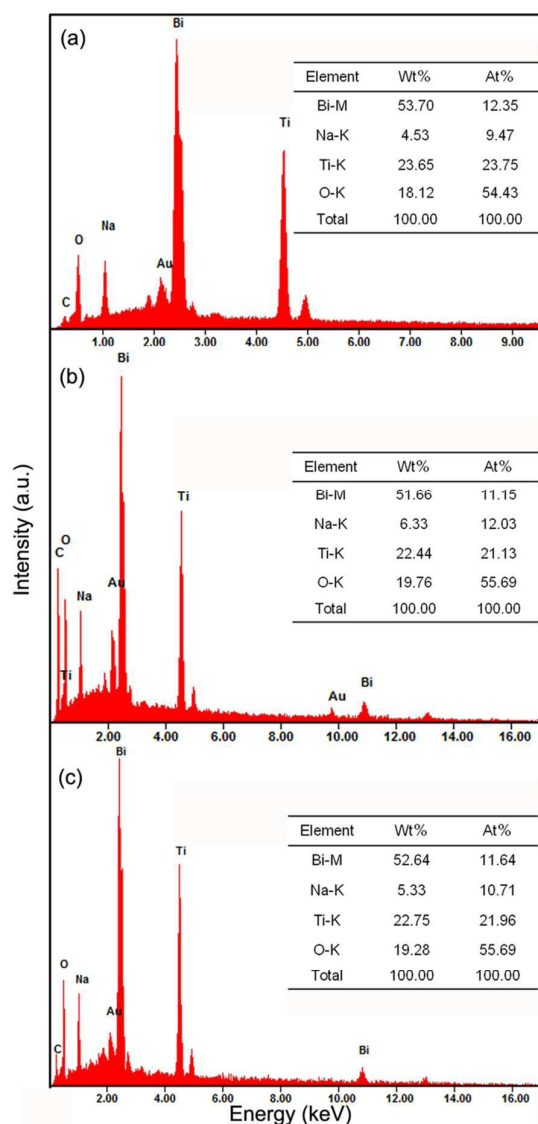 (a)
Bi
Element Wt% At%
Bi-M 53.70 12.35
Na-K 4.53 9.47
Ti-K 23.65 23.75
O-K 18.12 54.43
Total 100.00 100.00
Ti
O
Na
Au
C
1.00 2.00 3.00 4.00 5.00 6.00 7.00 8.00 9.00
(b)
Bi
Element Wt% At%
Bi-M 51.66 11.15
Na-K 6.33 12.03
Ti-K 22.44 21.13
O-K 19.76 55.69
Total 100.00 100.00
Ti
O
C
Au
Na
Ti
Au
Bi
2.00 4.00 6.00 8.00 10.00 12.00 14.00 16.00
(c)
Bi
Element Wt% At%
Bi-M 52.64 11.64
Na-K 5.33 10.71
Ti-K 22.75 21.96
O-K 19.28 55.69
Total 100.00 100.00
Ti
O
Na
Au
C
Bi
2.00 4.00 6.00 8.00 10.00 12.00 14.00 16.00
Energy (keV)
Intensity (a.u.)